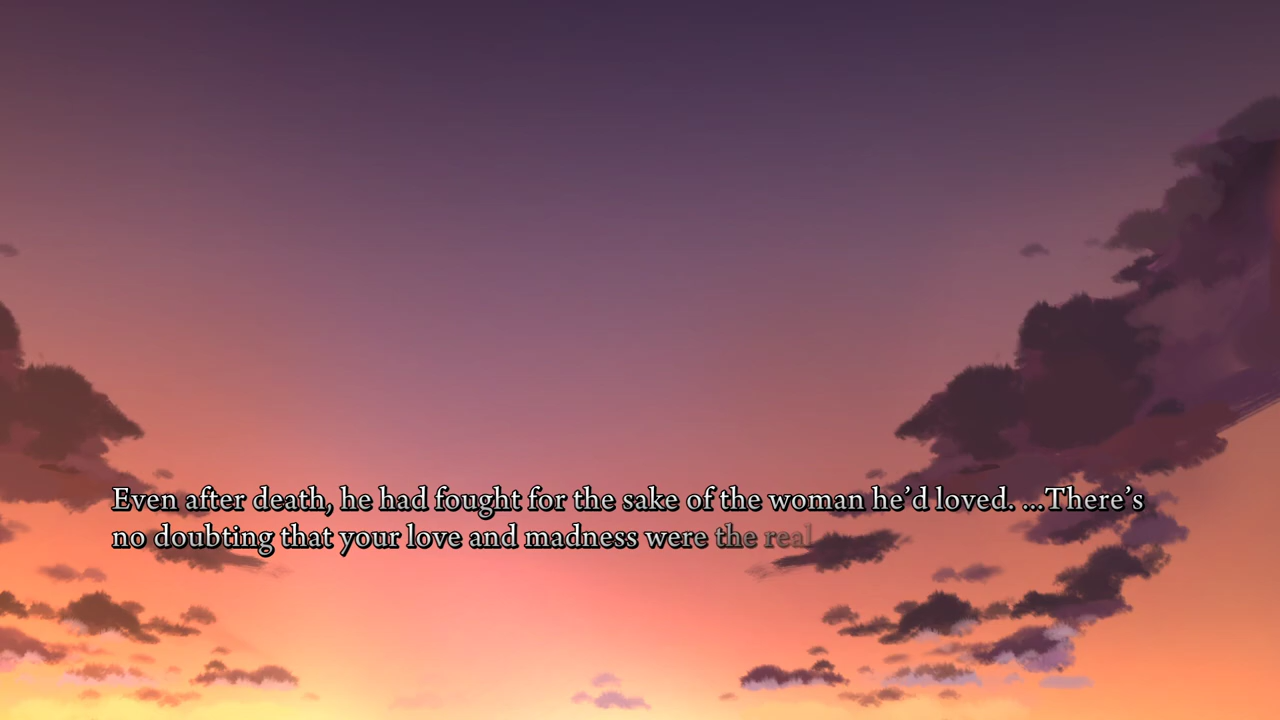 Even after death, he had fought for the sake of the woman he’d loved. ...There’s
no doubting that your love and madness were the real